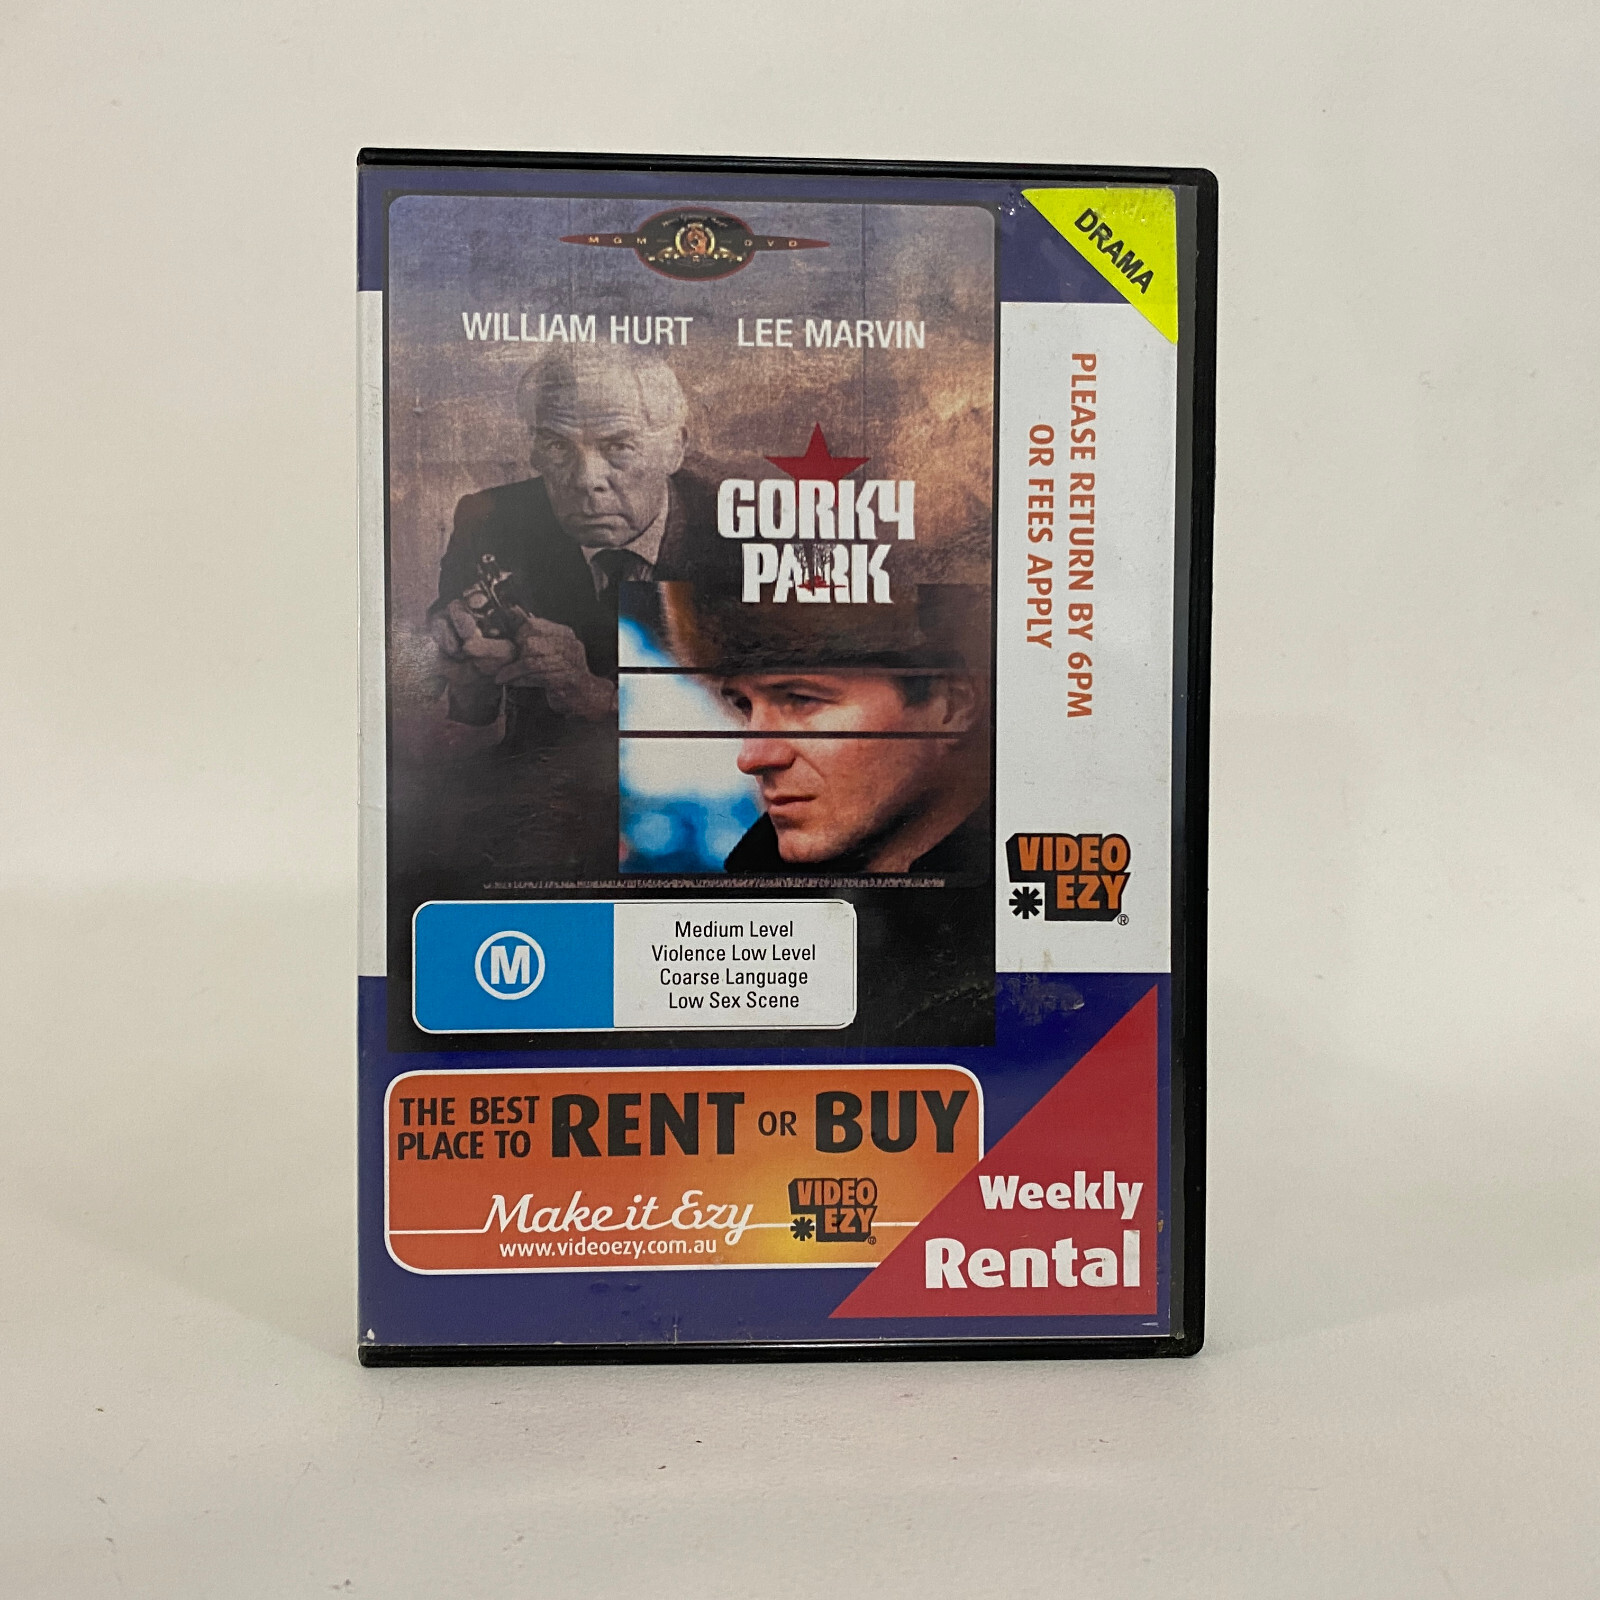 MGM DVD
WILLIAM HURT LEE MARVIN
GORKY
PARK
DRAMA
PLEASE RETURN BY 6PM
OR FEES APPLY
VIDEO
EZY
®
M
Medium Level
Violence Low Level
Coarse Language
Low Sex Scene
THE BEST
PLACE TO
RENT OR BUY
Make it Ezy
www.videoezy.com.au
VIDEO
EZY
®
Weekly
Rental